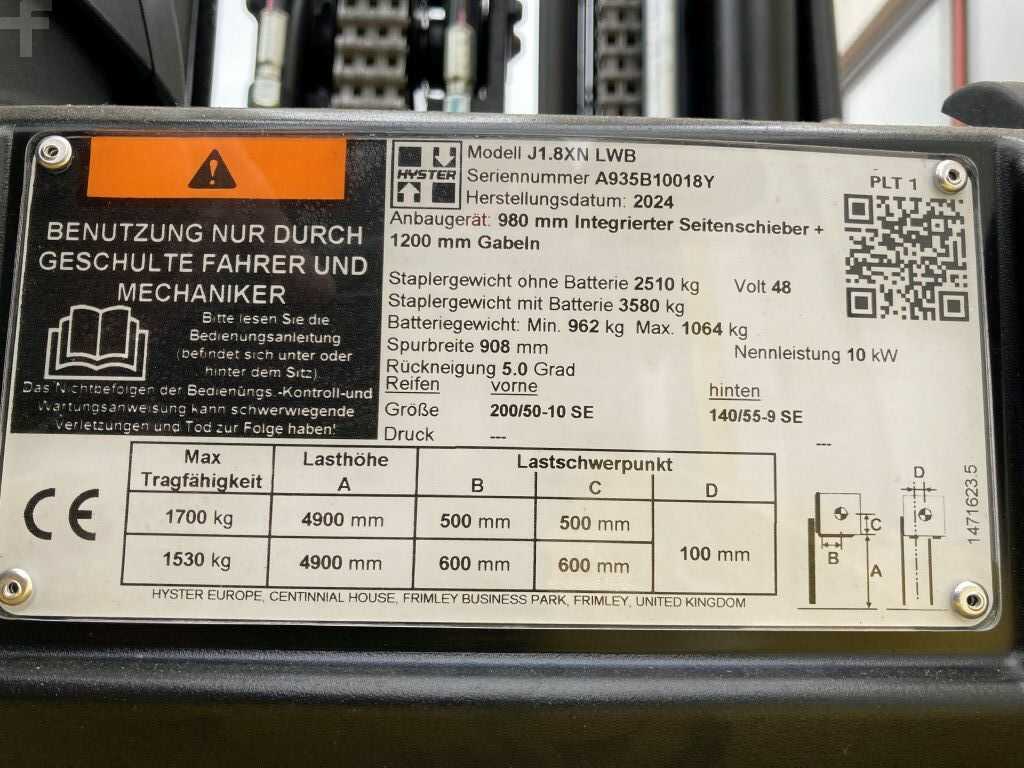 BENUTZUNG NUR DURCH
GESCHULTE FAHRER UND
MECHANIKER
Bitte lesen Sie die
Bedienungsanleitung
(befindet sich unter oder
hinter dem Sitz).
Das Nichtbefolgen der Bedienungs.-Kontroll-und
Wartungsanweisung kann schwerwiegende
Verletzungen und Tod zur Folge haben!
CE
HYSTER
Modell J1.8XN LWB
Seriennummer A935B10018Y
Herstellungsdatum: 2024
PLT 1
Anbaugerät: 980 mm Integrierter Seitenschieber +
1200 mm Gabeln
Staplergewicht ohne Batterie 2510 kg Volt 48
Staplergewicht mit Batterie 3580 kg
Batteriegewicht: Min. 962 kg Max. 1064 kg
Spurbreite 908 mm Nennleistung 10 kW
Rückneigung 5.0 Grad
Reifen vorne hinten
Größe 200/50-10 SE 140/55-9 SE
Druck --- ---
Max Lasthöhe Lastschwerpunkt
Tragfähigkeit A B C D
1700 kg 4900 mm 500 mm 500 mm
100 mm
1530 kg 4900 mm 600 mm 600 mm
HYSTER EUROPE, CENTINNIAL HOUSE, FRIMLEY BUSINESS PARK, FRIMLEY, UNITED KINGDOM
D
C
B
A
1471623.5